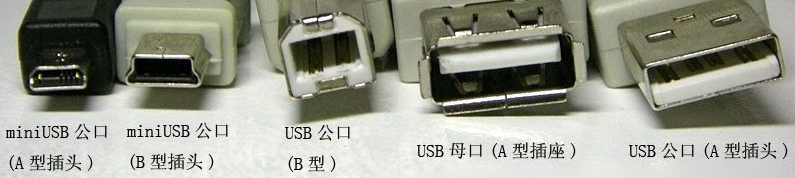 miniUSB 公口
(A 型插头)
miniUSB 公口
(B 型插头)
USB 公口
(B 型)
USB 母口 (A 型插座)
USB 公口 (A 型插头)